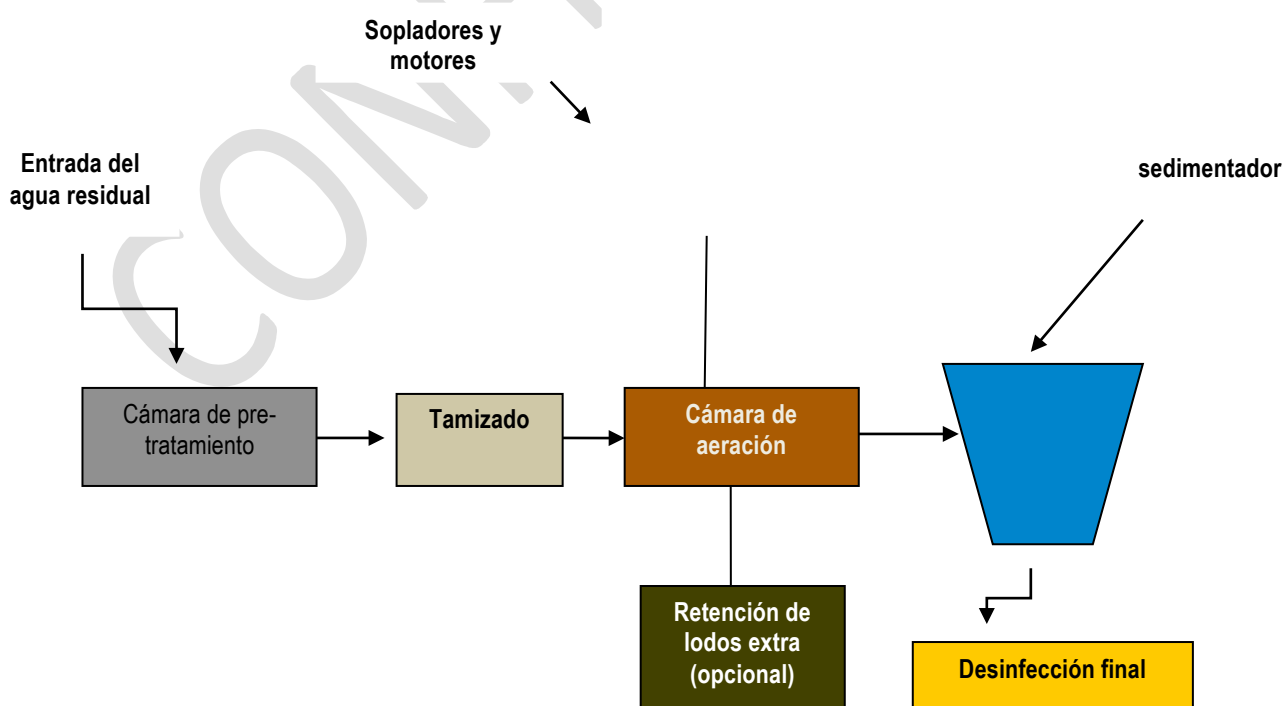 Sopladores y
motores
Entrada del
agua residual
sedimentador
Cámara de pre-
tratamiento
Tamizado
Cámara de
aeración
Retención de
lodos extra
(opcional)
Desinfección final